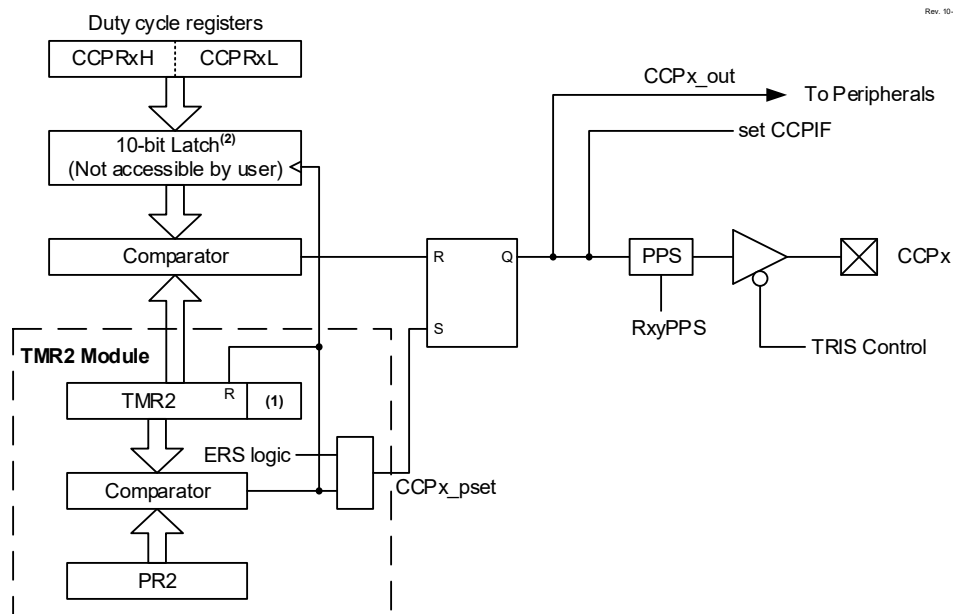 Rev. 10-
Duty cycle registers
CCPRxH CCPRxL
CCPx_out
To Peripherals
set CCPIF
10-bit Latch(2)
(Not accessible by user)
Comparator
R Q
S
PPS
CCPx
RxyPPS
TRIS Control
TMR2 Module
R
TMR2 (1)
ERS logic
CCPx_pset
Comparator
PR2